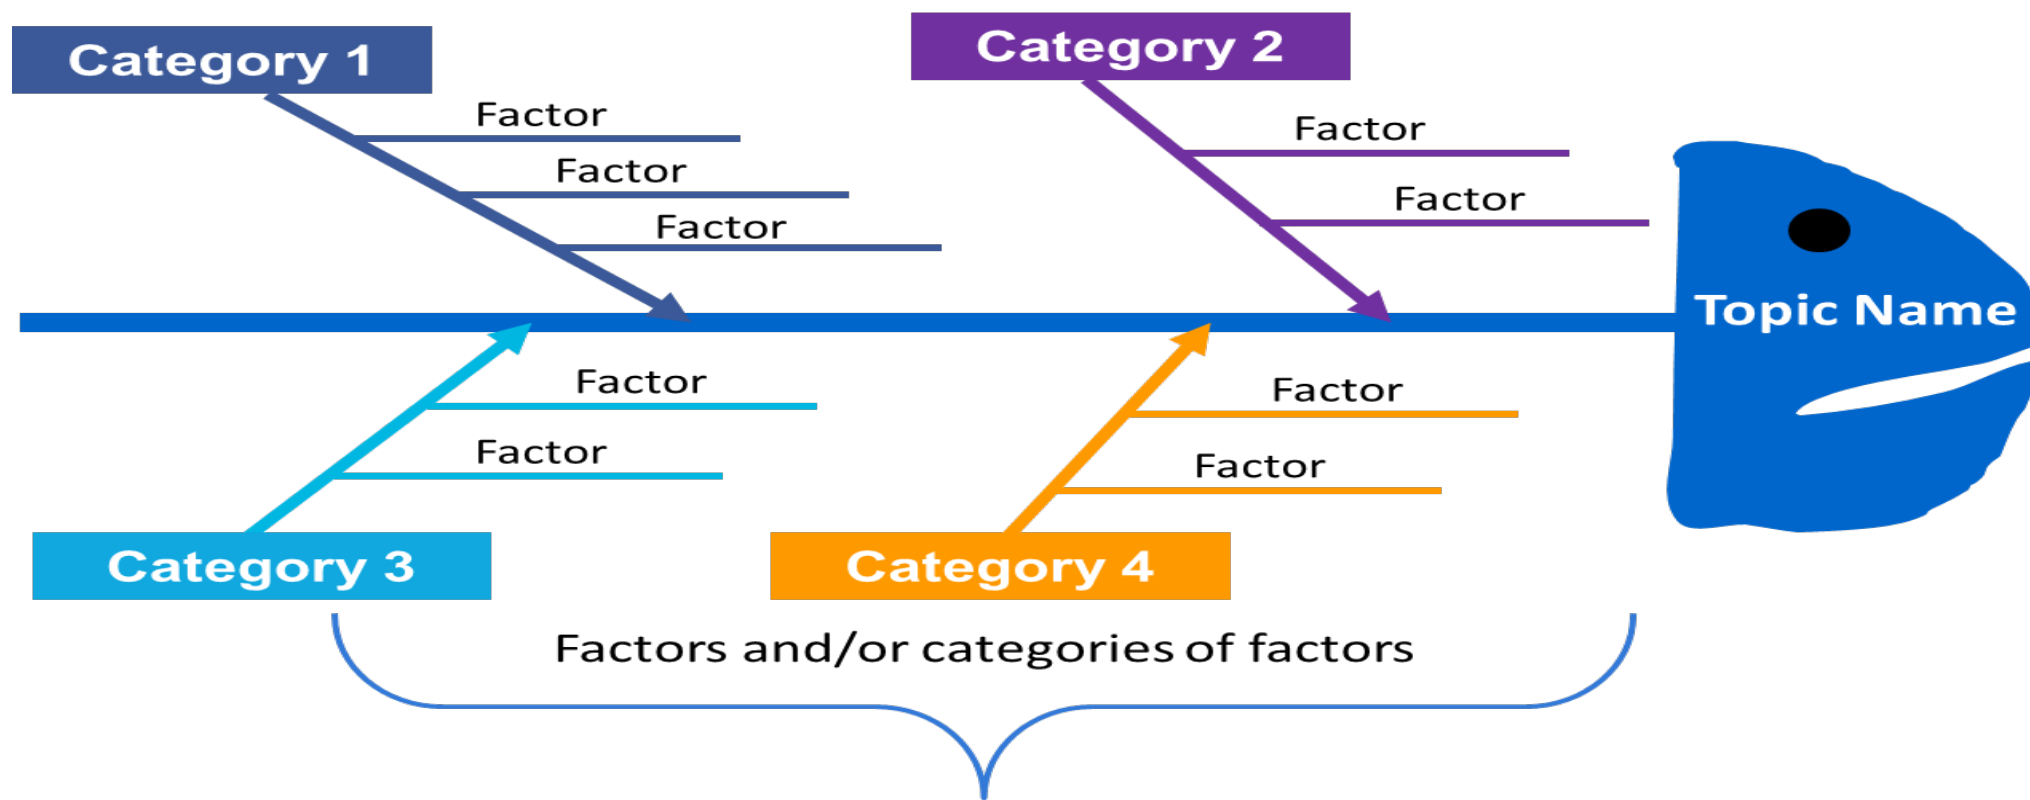 Category 1
Category 2
Factor
Factor
Factor
Factor
Factor
Topic Name
Factor
Factor
Factor
Factor
Category 3
Category 4
Factors and/or categories of factors